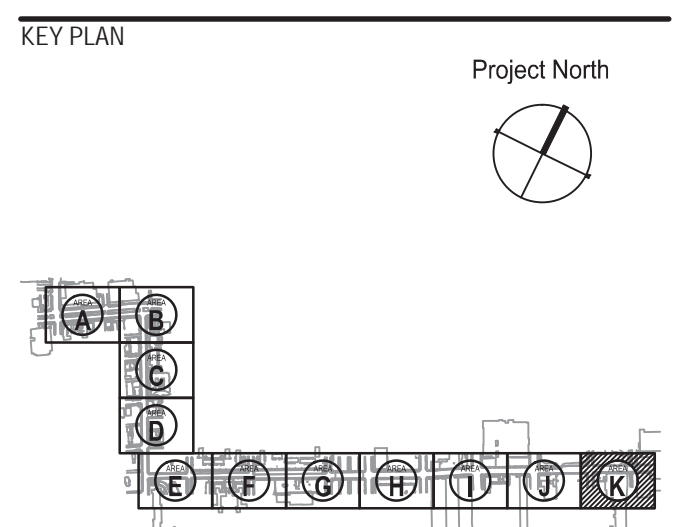 KEY PLAN
Project North
AREA
A
AREA
B
AREA
C
AREA
D
AREA
E
AREA
F
AREA
G
AREA
H
AREA
I
AREA
J
AREA
K